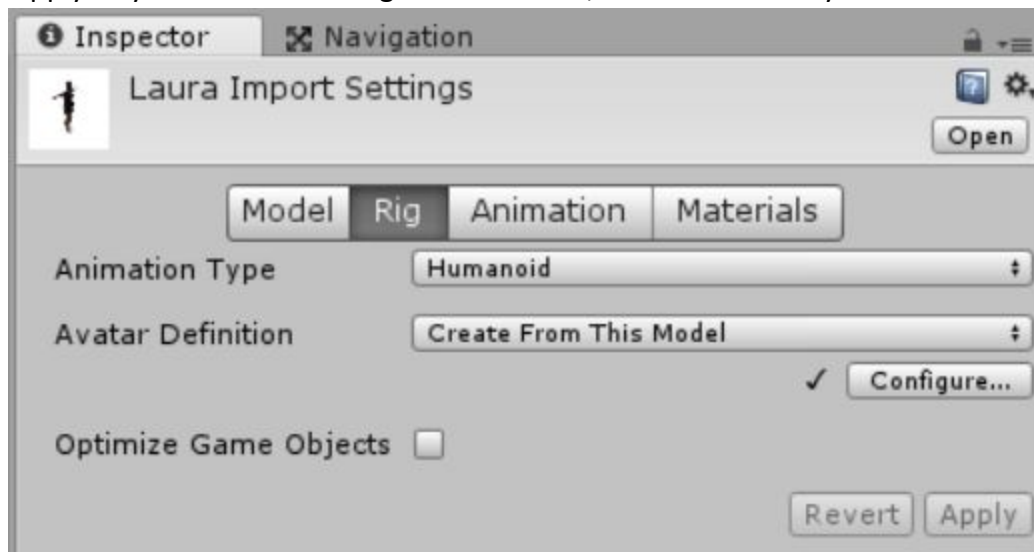 Inspector Navigation
Laura Import Settings
Open
Model Rig Animation Materials
Animation Type Humanoid
Avatar Definition Create From This Model
✓ Configure...
Optimize Game Objects
Revert Apply